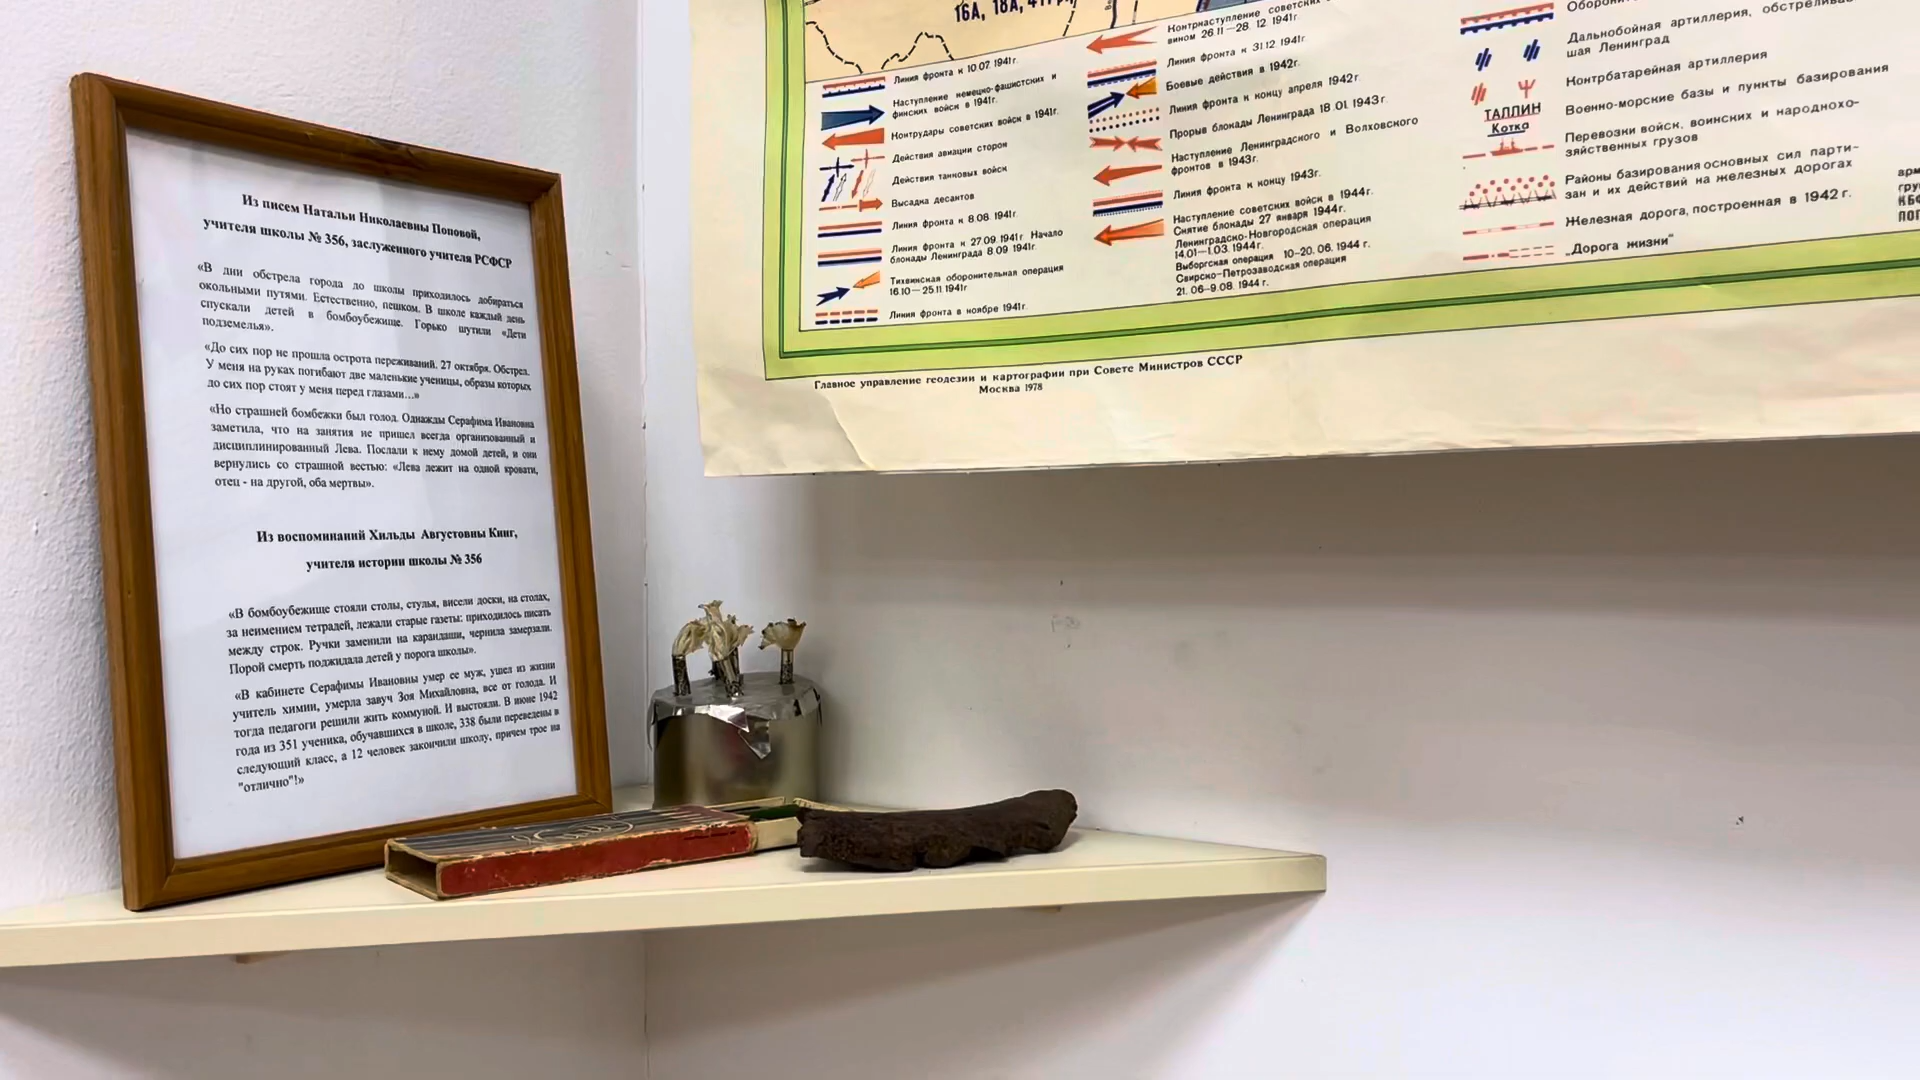 Из писем Натальи Николаевны Поповой,
учителя школы № 356, заслуженного учителя РСФСР
«В дни обстрела города до школы приходилось добираться
окольными путями. Естественно, пешком. В школе каждый день
спускали детей в бомбоубежище. Горько шутили «Дети
подземелья».
«До сих пор не прошла острота переживаний. 27 октября. Обстрел.
У меня на руках погибают две маленькие ученицы, образы которых
до сих пор стоят у меня перед глазами...»
«Но страшней бомбежки был голод. Однажды Серафима Ивановна
заметила, что на занятия не пришел всегда организованный и
дисциплинированный Лева. Послали к нему домой детей, и они
вернулись со страшной вестью: «Лева лежит на одной кровати,
отец - на другой, оба мертвы».
Из воспоминаний Хильды Августовны Кинг,
учителя истории школы № 356
«В бомбоубежище стояли столы, стулья, висели доски, на столах,
за неимением тетрадей, лежали старые газеты: приходилось писать
между строк. Ручки заменили на карандаши, чернила замерзали.
Порой смерть поджидала детей у порога школы».
«В кабинете Серафимы Ивановны умер ее муж, ушел из жизни
учитель химии, умерла завуч Зоя Михайловна, все от голода. И
тогда педагоги решили жить коммуной. И выстояли. В июне 1942
года из 351 ученика, обучавшихся в школе, 338 были переведены в
следующий класс, а 12 человек закончили школу, причем трое на
"отлично"!»
16А, 18А,
Линия фронта к 10.07.1941г.
Наступление немецко-фашистских и
финских войск в 1941г.
Контрудары советских войск в 1941г.
Действия авиации сторон
Действия танковых войск
Высадка десантов
Линия фронта к 8.08.1941г.
Линия фронта к 27.09.1941г Начало
блокады Ленинграда 8.09.1941г.
Тихвинская оборонительная операция
16.10—25.11.1941г
Линия фронта в ноябре 1941г.
Контрнаступление советских
26.11—28.12.1941г.
Линия фронта к 31.12.1941г.
Боевые действия в 1942г.
Линия фронта к концу апреля 1942г.
Прорыв блокады Ленинграда 18.01.1943г.
Наступление Ленинградского и Волховского
фронтов в 1943г.
Линия фронта к концу 1943г.
Наступление советских войск в 1944г.
Снятие блокады 27 января 1944г.
Ленинградско-Новгородская операция
14.01—1.03.1944г.
Выборгская операция 10—20.06.1944 г.
Свирско-Петрозаводская операция
21.06—9.08.1944 г.
Дальнобойная артиллерия,
шая Ленинград
Контрбатарейная артиллерия
ТАЛЛИН
Котка
Военно-морские базы и пункты базирования
Перевозки войск, воинских и народнохо-
зяйственных грузов
Районы базирования основных сил парти-
зан и их действий на железных дорогах
Железная дорога, построенная в 1942 г.
„Дорога жизни"
Главное управление геодезии и картографии при Совете Министров СССР
Москва 1978